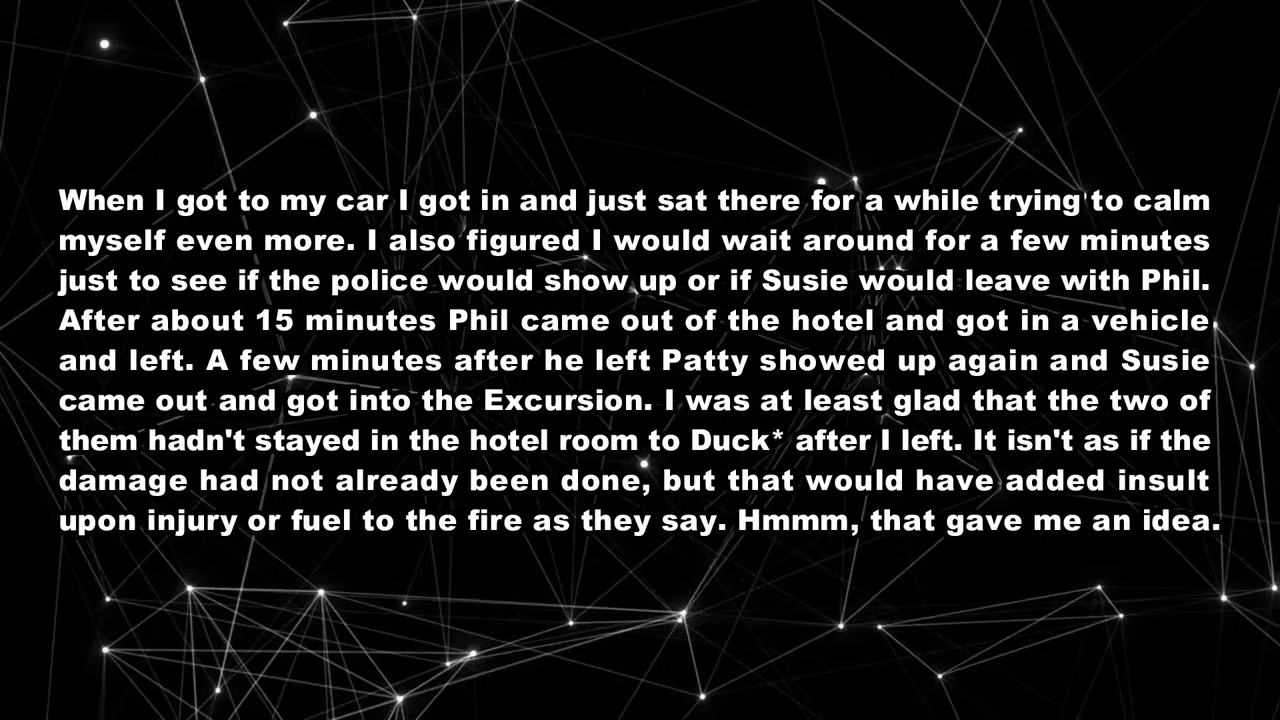 When I got to my car I got in and just sat there for a while trying to calm
myself even more. I also figured I would wait around for a few minutes
just to see if the police would show up or if Susie would leave with Phil.
After about 15 minutes Phil came out of the hotel and got in a vehicle
and left. A few minutes after he left Patty showed up again and Susie
came out and got into the Excursion. I was at least glad that the two of
them hadn't stayed in the hotel room to Duck* after I left. It isn't as if the
damage had not already been done, but that would have added insult
upon injury or fuel to the fire as they say. Hmmm, that gave me an idea.